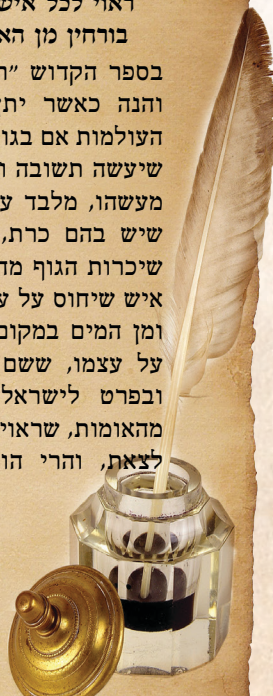 ראוי לכל איש
בורחין מן הא
בספר הקדוש "ר
והנה כאשר ית
העולמות אם בגו
שיעשה תשובה ו
מעשהו, מלבד ע
שיש בהם כרת,
שיכרות הגוף מה
איש שיחוס על ע
ומן המים במקום
על עצמו, ששם
ובפרט לישראל
מהאומות, שראוי
לצאת, והרי הו